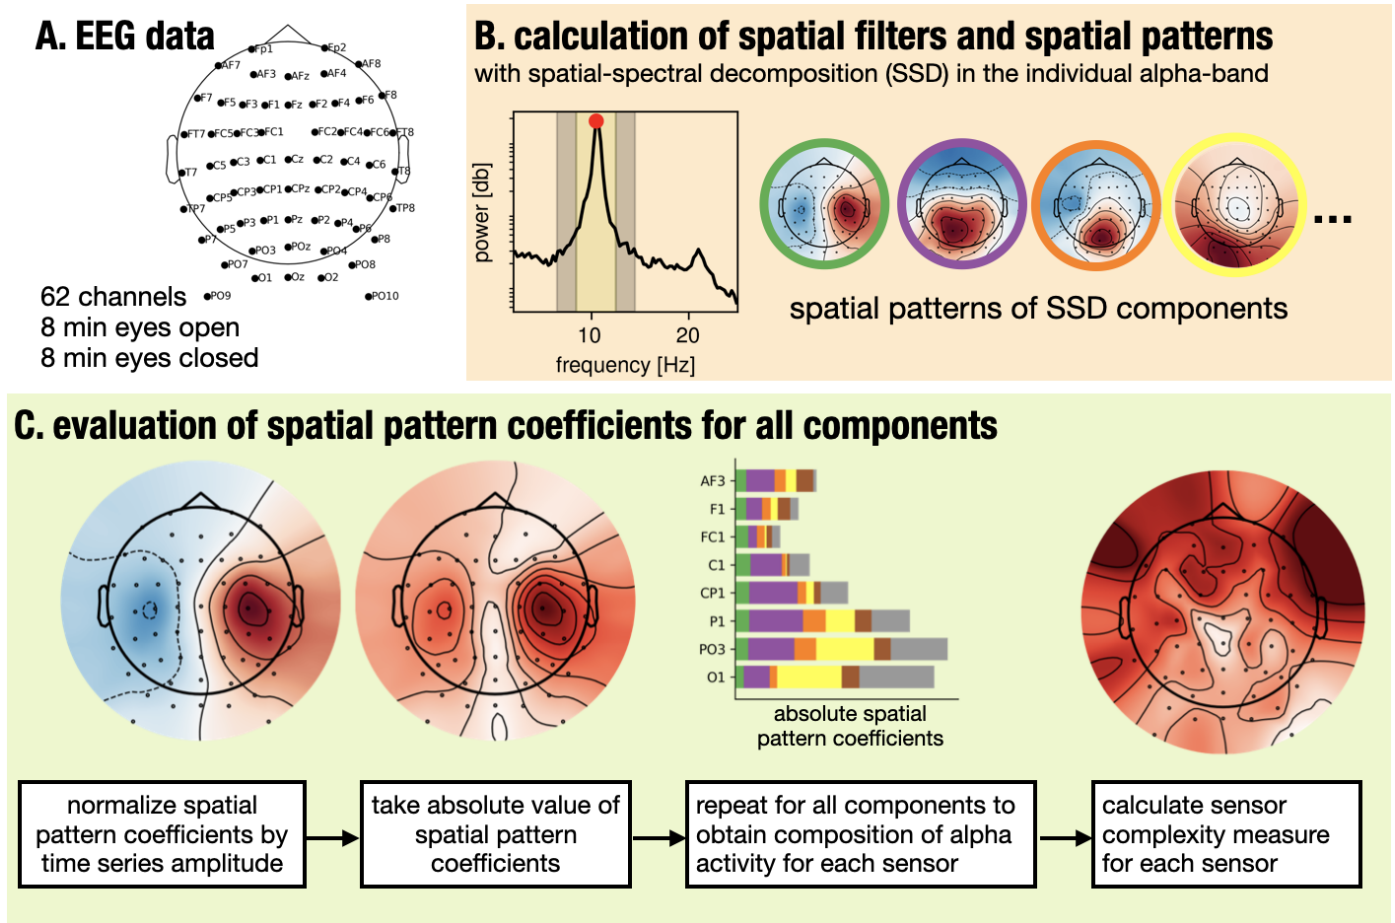 A. EEG data
Fp1 Fp2
AF7 AF3 AFz AF4 AF8
F7 F5 F3 F1 Fz F2 F4 F6 F8
FT7 FC5 FC3 FC1 FC2 FC4 FC6 FT8
T7 C5 C3 C1 Cz C2 C4 C6 T8
TP7 CP5 CP3 CP1 CPz CP2 CP4 CP6 TP8
P7 P5 P3 P1 Pz P2 P4 P6 P8
PO7 PO3 POz PO4 PO8
O1 Oz O2
PO9 PO10
62 channels
8 min eyes open
8 min eyes closed
B. calculation of spatial filters and spatial patterns
with spatial-spectral decomposition (SSD) in the individual alpha-band
power [db]
10 20
frequency [Hz]
...
spatial patterns of SSD components
C. evaluation of spatial pattern coefficients for all components
AF3
F1
FC1
C1
CP1
P1
PO3
O1
absolute spatial
pattern coefficients
normalize spatial
pattern coefficients by
time series amplitude
take absolute value of
spatial pattern
coefficients
repeat for all components to
obtain composition of alpha
activity for each sensor
calculate sensor
complexity measure
for each sensor